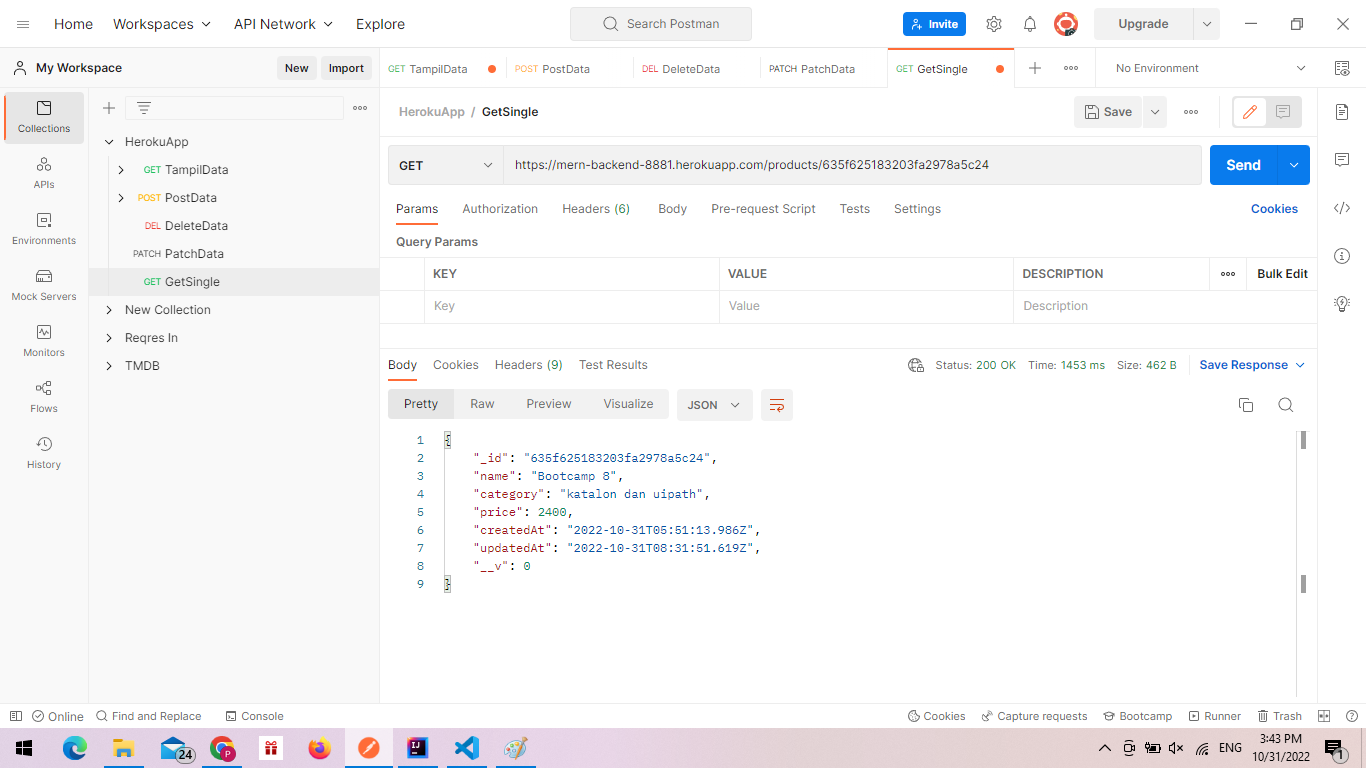 Home Workspaces API Network Explore Search Postman Invite Upgrade
My Workspace New Import
GET TampilData POST PostData DEL DeleteData PATCH PatchData GET GetSingle No Environment
Collections
APIs
Environments
Mock Servers
Monitors
Flows
History
HerokuApp
GET TampilData
POST PostData
DEL DeleteData
PATCH PatchData
GET GetSingle
New Collection
Reqres In
TMDB
HerokuApp / GetSingle Save
GET https://mern-backend-8881.herokuapp.com/products/635f625183203fa2978a5c24 Send
Params Authorization Headers (6) Body Pre-request Script Tests Settings Cookies
Query Params
KEY VALUE DESCRIPTION Bulk Edit
Key Value Description
Body Cookies Headers (9) Test Results Status: 200 OK Time: 1453 ms Size: 462 B Save Response
Pretty Raw Preview Visualize JSON
1 {
2 "_id": "635f625183203fa2978a5c24",
3 "name": "Bootcamp 8",
4 "category": "katalon dan uipath",
5 "price": 2400,
6 "createdAt": "2022-10-31T05:51:13.986Z",
7 "updatedAt": "2022-10-31T08:31:51.619Z",
8 "__v": 0
9 }
Online Find and Replace Console Cookies Capture requests Bootcamp Runner Trash
24 P IJ ENG 3:43 PM
10/31/2022 1